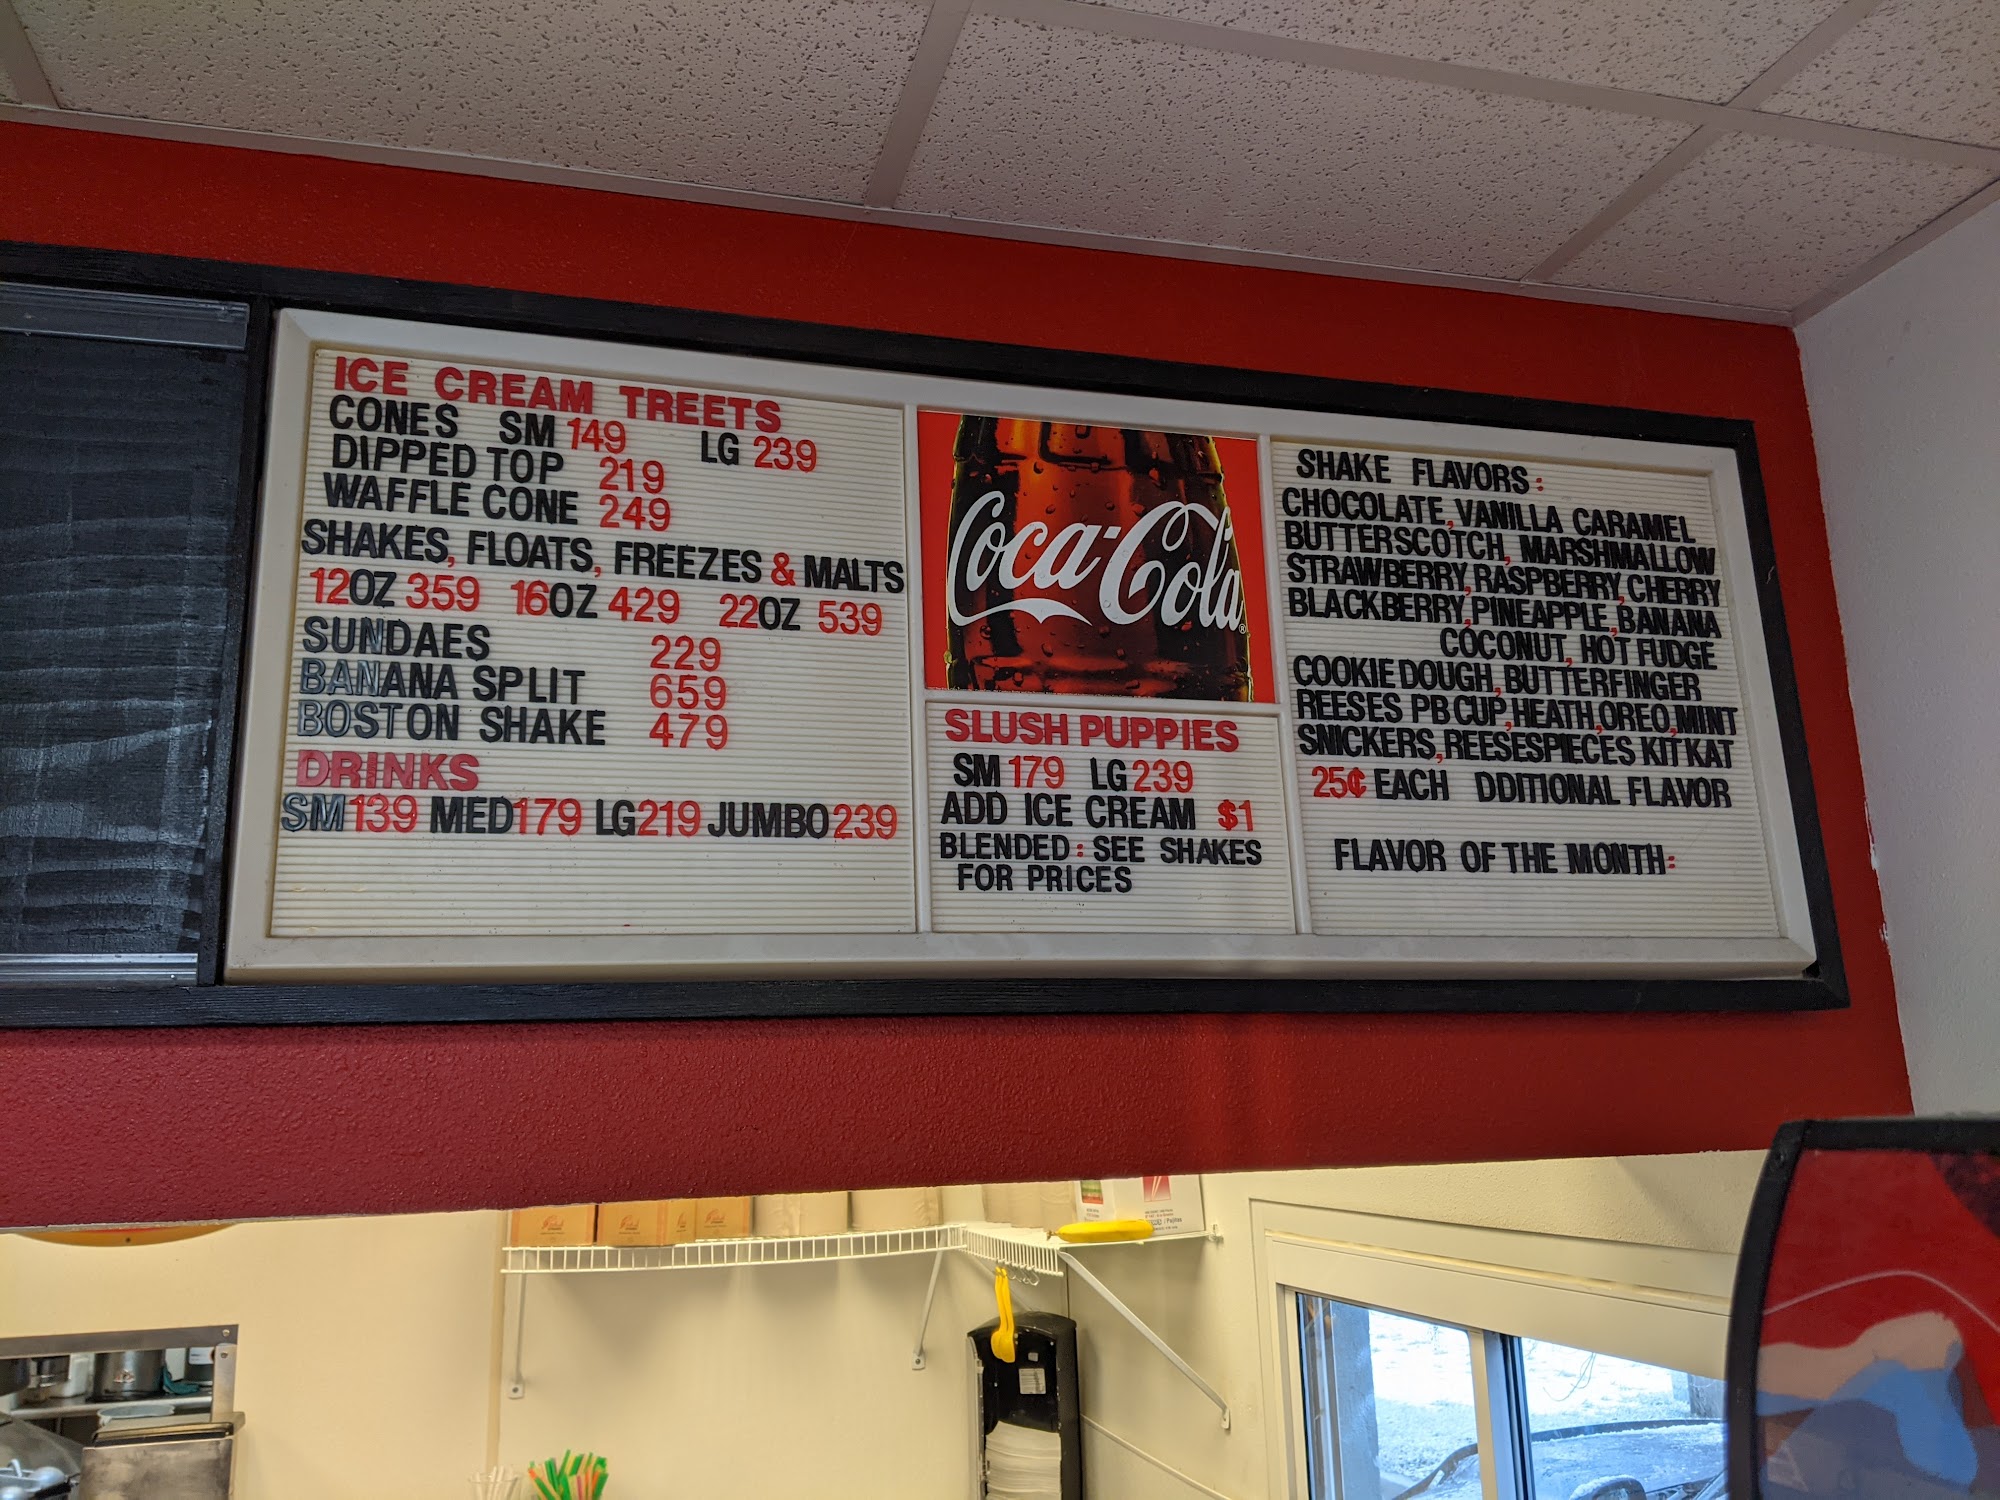 ICE CREAM TREETS
CONES SM 149 LG 239
DIPPED TOP 219
WAFFLE CONE 249
SHAKES, FLOATS, FREEZES & MALTS
12OZ 359 16OZ 429 22OZ 539
SUNDAES 229
BANANA SPLIT 659
BOSTON SHAKE 479
DRINKS
SM 139 MED 179 LG 219 JUMBO 239
Coca-Cola®
SLUSH PUPPIES
SM 179 LG 239
ADD ICE CREAM $1
BLENDED: SEE SHAKES
FOR PRICES
SHAKE FLAVORS:
CHOCOLATE, VANILLA CARAMEL
BUTTERSCOTCH, MARSHMALLOW
STRAWBERRY, RASPBERRY, CHERRY
BLACKBERRY, PINEAPPLE, BANANA
COCONUT, HOT FUDGE
COOKIE DOUGH, BUTTERFINGER
REESES PB CUP, HEATH, OREO, MINT
SNICKERS, REESESPIECES KITKAT
25¢ EACH DDITIONAL FLAVOR
FLAVOR OF THE MONTH: